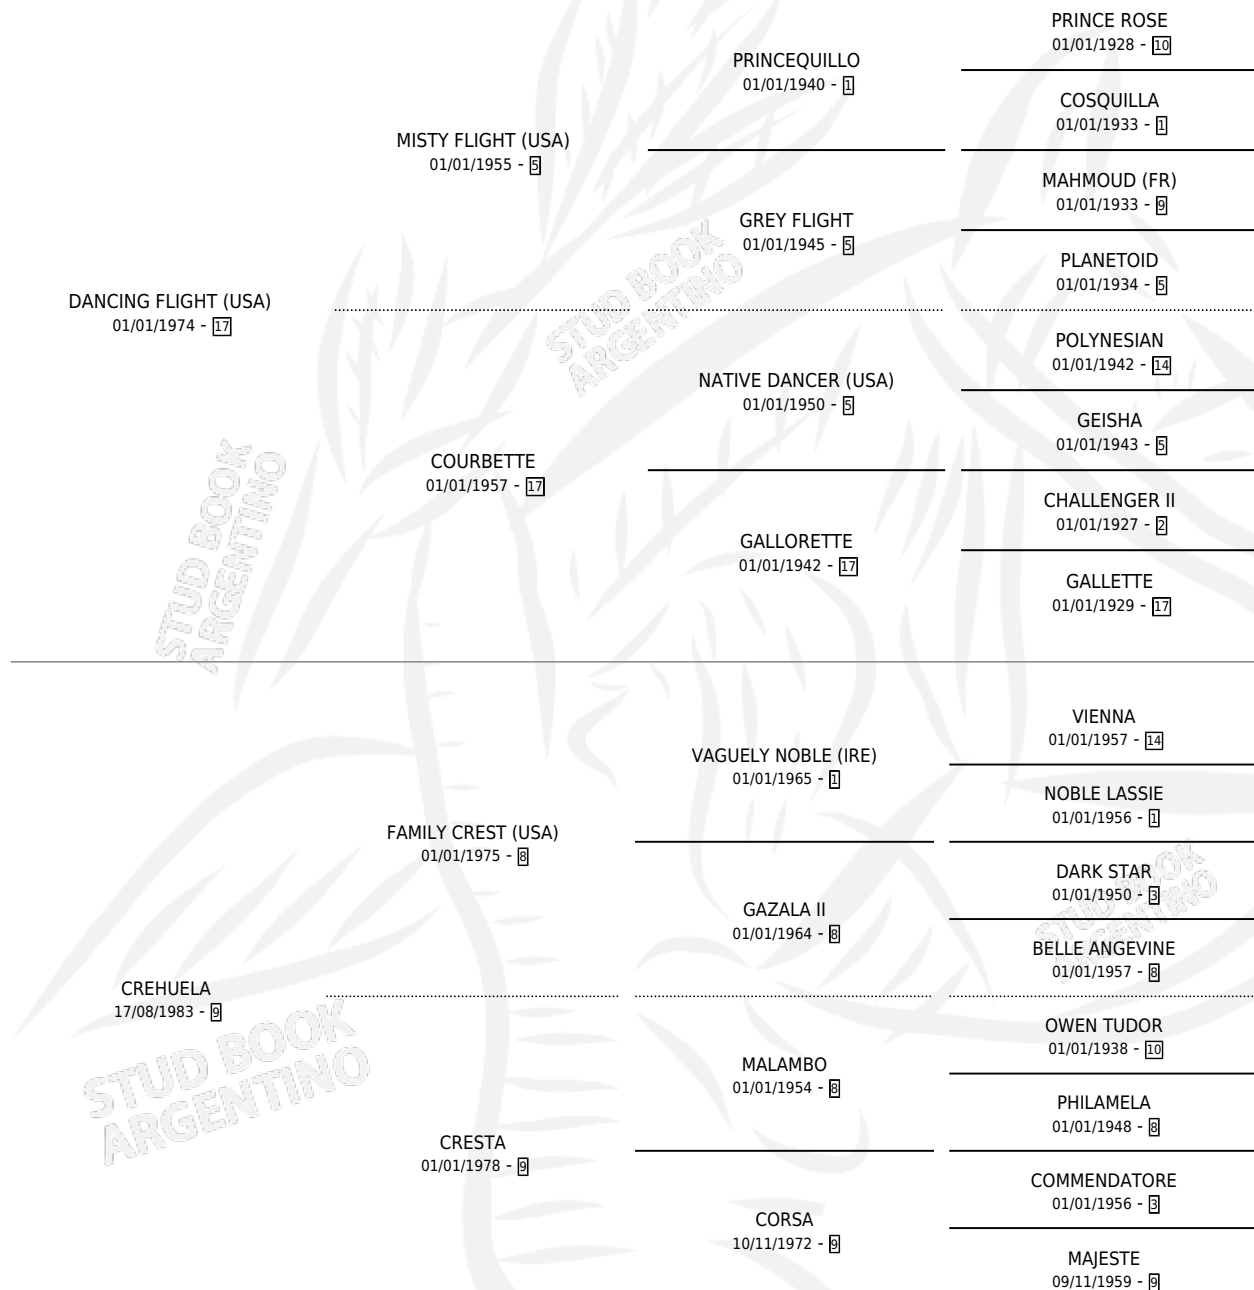 PRINCE ROSE
01/01/1928 - 10
PRINCEQUILLO
01/01/1940 - 1
COSQUILLA
01/01/1933 - 1
MISTY FLIGHT (USA)
01/01/1955 - 5
MAHMOUD (FR)
01/01/1933 - 9
GREY FLIGHT
01/01/1945 - 5
PLANETOID
01/01/1934 - 5
DANCING FLIGHT (USA)
01/01/1974 - 17
POLYNESIAN
01/01/1942 - 14
NATIVE DANCER (USA)
01/01/1950 - 5
GEISHA
01/01/1943 - 5
COURBETTE
01/01/1957 - 17
CHALLENGER II
01/01/1927 - 2
GALLORETTE
01/01/1942 - 17
GALLETTE
01/01/1929 - 17
VIENNA
01/01/1957 - 14
VAGUELY NOBLE (IRE)
01/01/1965 - 1
NOBLE LASSIE
01/01/1956 - 1
FAMILY CREST (USA)
01/01/1975 - 8
DARK STAR
01/01/1950 - 3
GAZALA II
01/01/1964 - 8
BELLE ANGEVINE
01/01/1957 - 8
CREHUELA
17/08/1983 - 9
OWEN TUDOR
01/01/1938 - 10
MALAMBO
01/01/1954 - 8
PHILAMELA
01/01/1948 - 8
CRESTA
01/01/1978 - 9
COMMENDATORE
01/01/1956 - 3
CORSA
10/11/1972 - 9
MAJESTE
09/11/1959 - 9
STUD BOOK
ARGENTINO
STUD BOOK
ARGENTINO
STUD BOOK
ARGENTINO
STUD BOOK
ARGENTINO